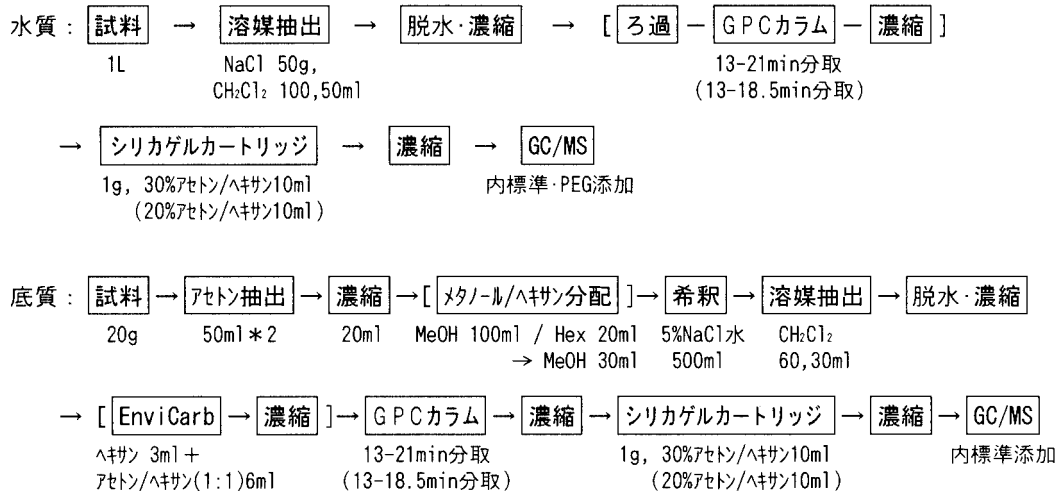 水質： 試料 → 溶媒抽出 → 脱水・濃縮 → [ ろ過 － GPCカラム － 濃縮 ]
1L NaCl 50g, 13-21min分取
CH₂Cl₂ 100,50ml (13-18.5min分取)
→ シリカゲルカートリッジ → 濃縮 → GC/MS
1g, 30%ｱｾﾄﾝ/ﾍｷｻﾝ10ml 内標準・PEG添加
(20%ｱｾﾄﾝ/ﾍｷｻﾝ10ml)
底質： 試料 → ｱｾﾄﾝ抽出 → 濃縮 → [ ﾒﾀﾉｰﾙ/ﾍｷｻﾝ分配 ] → 希釈 → 溶媒抽出 → 脱水・濃縮
20g 50ml＊2 20ml MeOH 100ml / Hex 20ml 5%NaCl水 CH₂Cl₂
→ MeOH 30ml 500ml 60,30ml
→ [ EnviCarb → 濃縮 ] → GPCカラム → 濃縮 → シリカゲルカートリッジ → 濃縮 → GC/MS
ﾍｷｻﾝ 3ml＋ 13-21min分取 1g, 30%ｱｾﾄﾝ/ﾍｷｻﾝ10ml 内標準添加
ｱｾﾄﾝ/ﾍｷｻﾝ(1:1)6ml (13-18.5min分取) (20%ｱｾﾄﾝ/ﾍｷｻﾝ10ml)